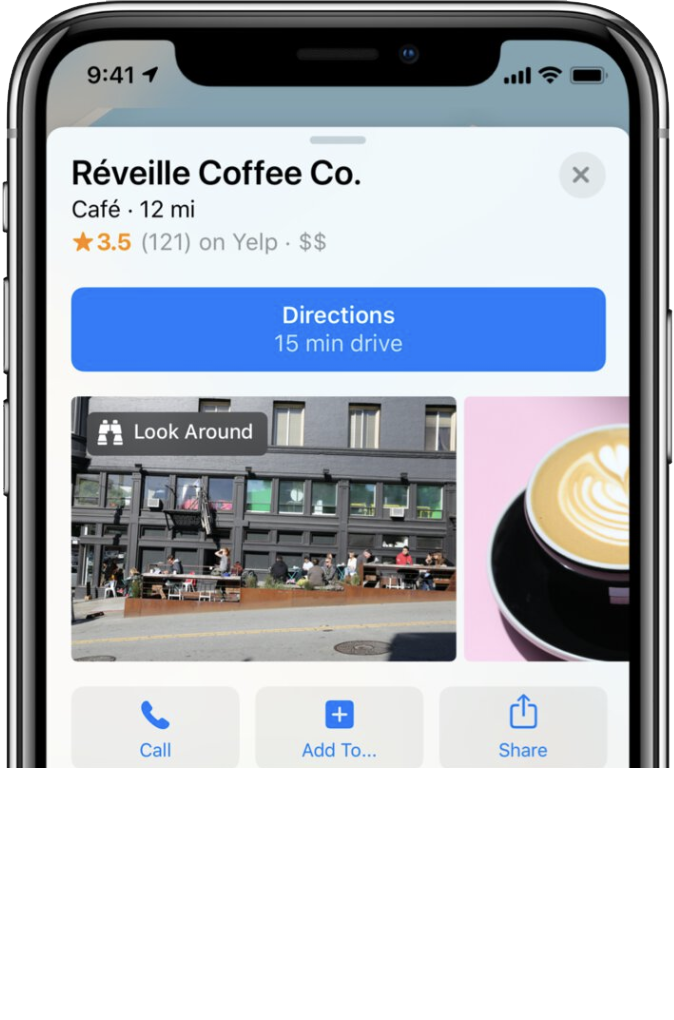 9:41
Réveille Coffee Co.
Café · 12 mi
★ 3.5 (121) on Yelp · $$
Directions
15 min drive
Look Around
Call
Add To...
Share